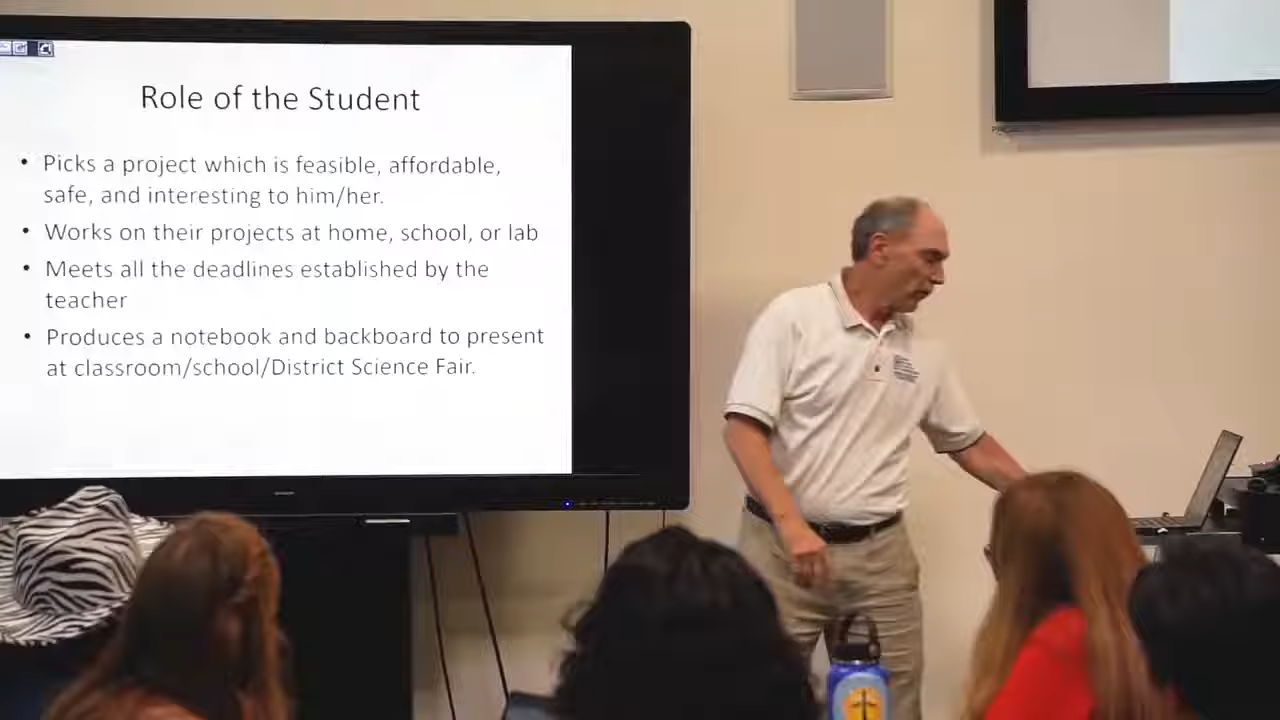 Role of the Student
• Picks a project which is feasible, affordable,
safe, and interesting to him/her.
• Works on their projects at home, school, or lab
• Meets all the deadlines established by the
teacher
• Produces a notebook and backboard to present
at classroom/school/District Science Fair.